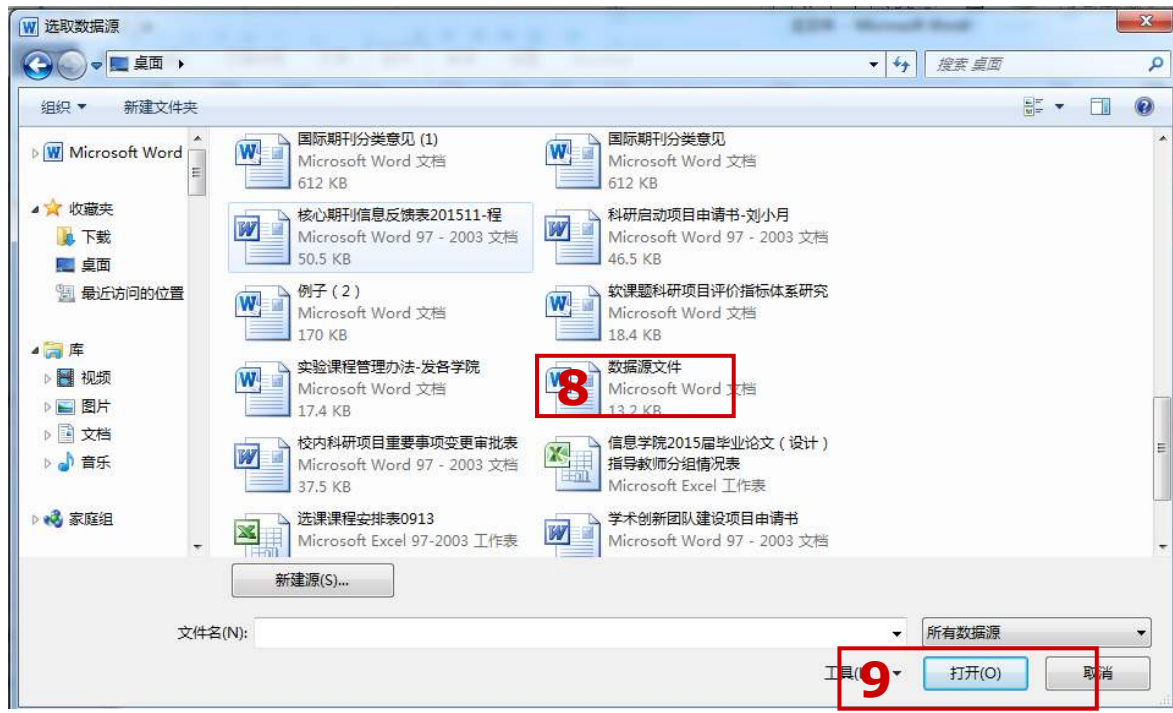 选取数据源
桌面
搜索 桌面
组织
新建文件夹
Microsoft Word
收藏夹
下载
桌面
最近访问的位置
库
视频
图片
文档
音乐
家庭组
国际期刊分类意见 (1)
Microsoft Word 文档
612 KB
国际期刊分类意见
Microsoft Word 文档
612 KB
核心期刊信息反馈表201511-程
Microsoft Word 97 - 2003 文档
50.5 KB
科研启动项目申请书-刘小月
Microsoft Word 97 - 2003 文档
46.5 KB
例子（2）
Microsoft Word 文档
170 KB
软课题科研项目评价指标体系研究
Microsoft Word 文档
18.4 KB
实验课程管理办法-发各学院
Microsoft Word 文档
17.4 KB
8
数据源文件
Microsoft Word 文档
13.2 KB
校内科研项目重要事项变更审批表
Microsoft Word 97 - 2003 文档
37.5 KB
信息学院2015届毕业论文（设计）
指导教师分组情况表
Microsoft Excel 工作表
选课课程安排表0913
Microsoft Excel 97-2003 工作表
学术创新团队建设项目申请书
Microsoft Word 97 - 2003 文档
新建源(S)...
文件名(N):
所有数据源
工具
9
打开(O)
取消